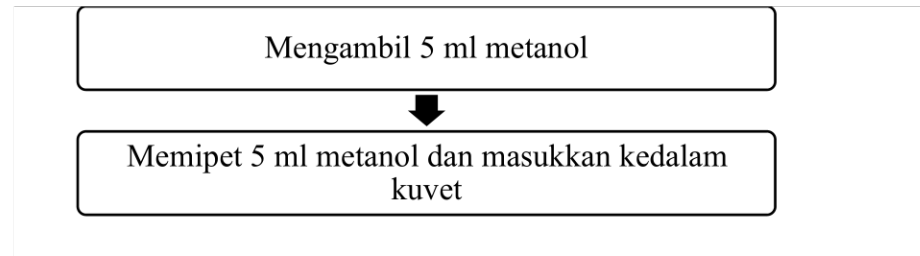 Mengambil 5 ml metanol
Memipet 5 ml metanol dan masukkan kedalam
kuvet